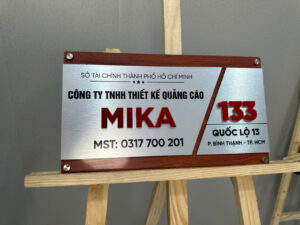 SỞ TÀI CHÍNH THÀNH PHỐ HỒ CHÍ MINH
CÔNG TY TNHH THIẾT KẾ QUẢNG CÁO
MIKA
MST: 0317 700 201
133
QUỐC LỘ 13
P. BÌNH THẠNH - TP. HCM